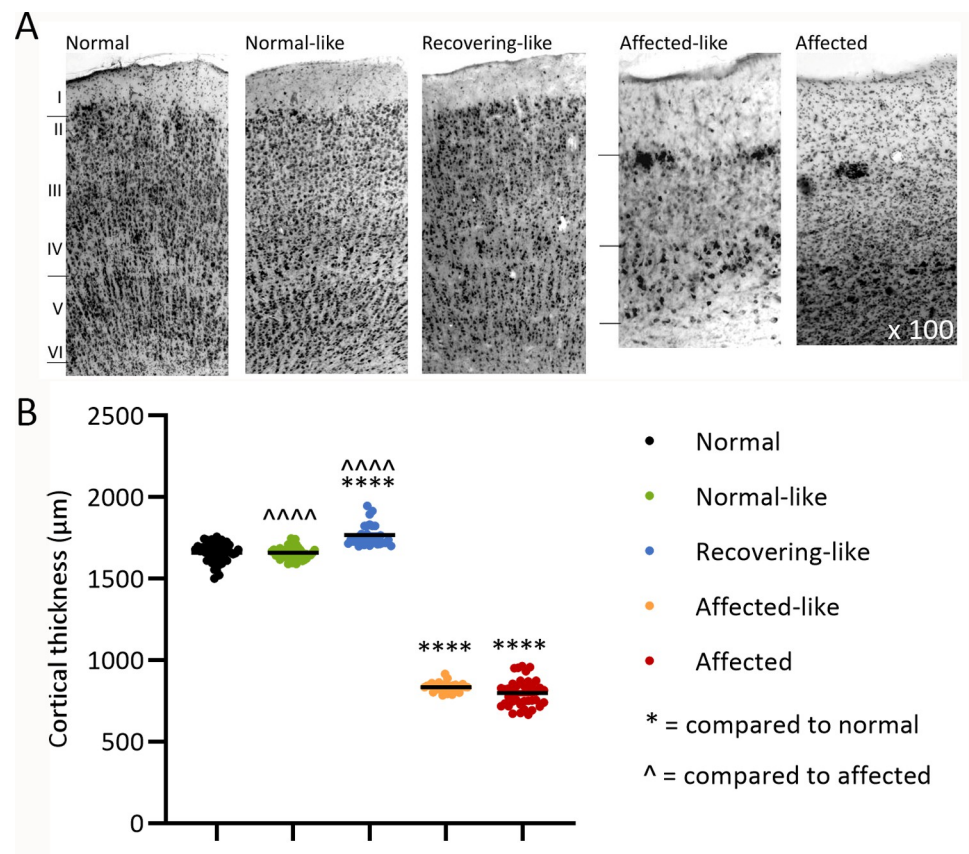 A
Normal
Normal-like
Recovering-like
Affected-like
Affected
I
II
III
IV
V
VI
x 100
B
Cortical thickness (µm)
2500
2000
1500
1000
500
0
^^^^
^^^^
****
****
****
Normal
Normal-like
Recovering-like
Affected-like
Affected
* = compared to normal
^ = compared to affected